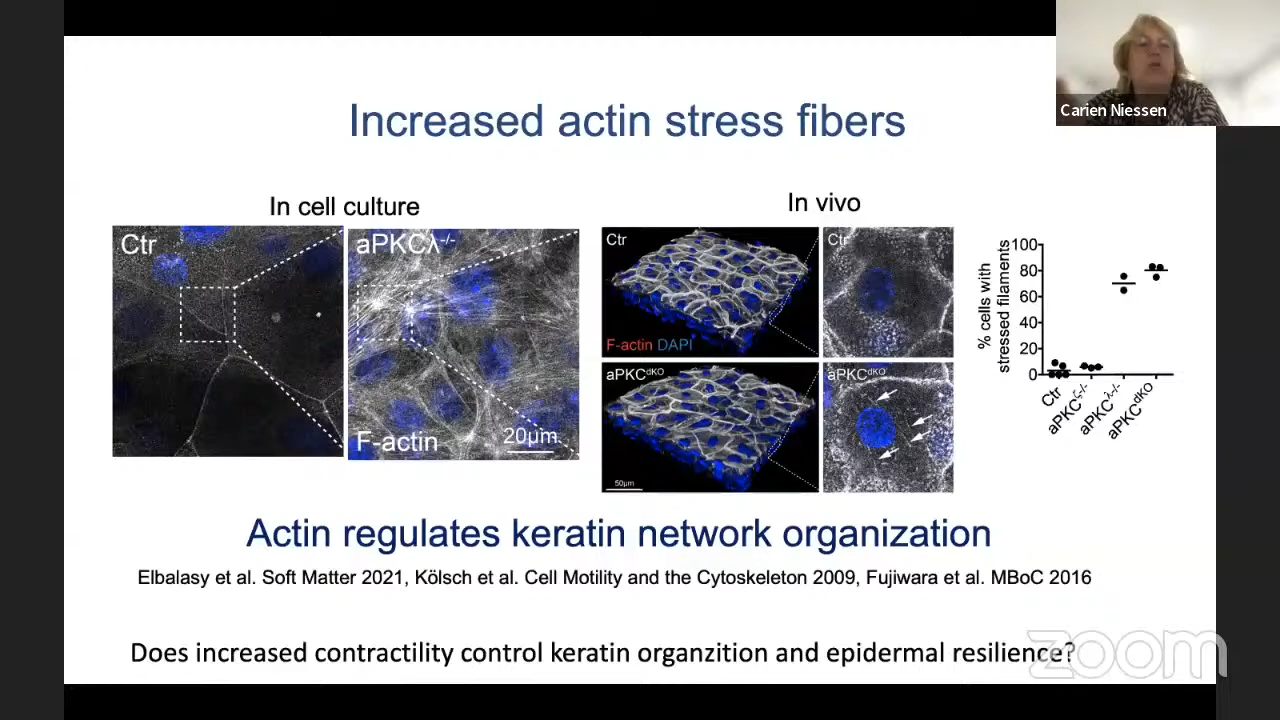 Carien Niessen
Increased actin stress fibers
In cell culture
In vivo
Ctr
aPKCλ-/-
F-actin
20µm
Ctr
F-actin DAPI
Ctr
aPKCdKO
50µm
aPKCdKO
% cells with
stressed filaments
100
80
60
40
20
0
Ctr
aPKCζ-/-
aPKCλ-/-
aPKCdKO
Actin regulates keratin network organization
Elbalasy et al. Soft Matter 2021, Kölsch et al. Cell Motility and the Cytoskeleton 2009, Fujiwara et al. MBoC 2016
Does increased contractility control keratin organzition and epidermal resilience?
zoom